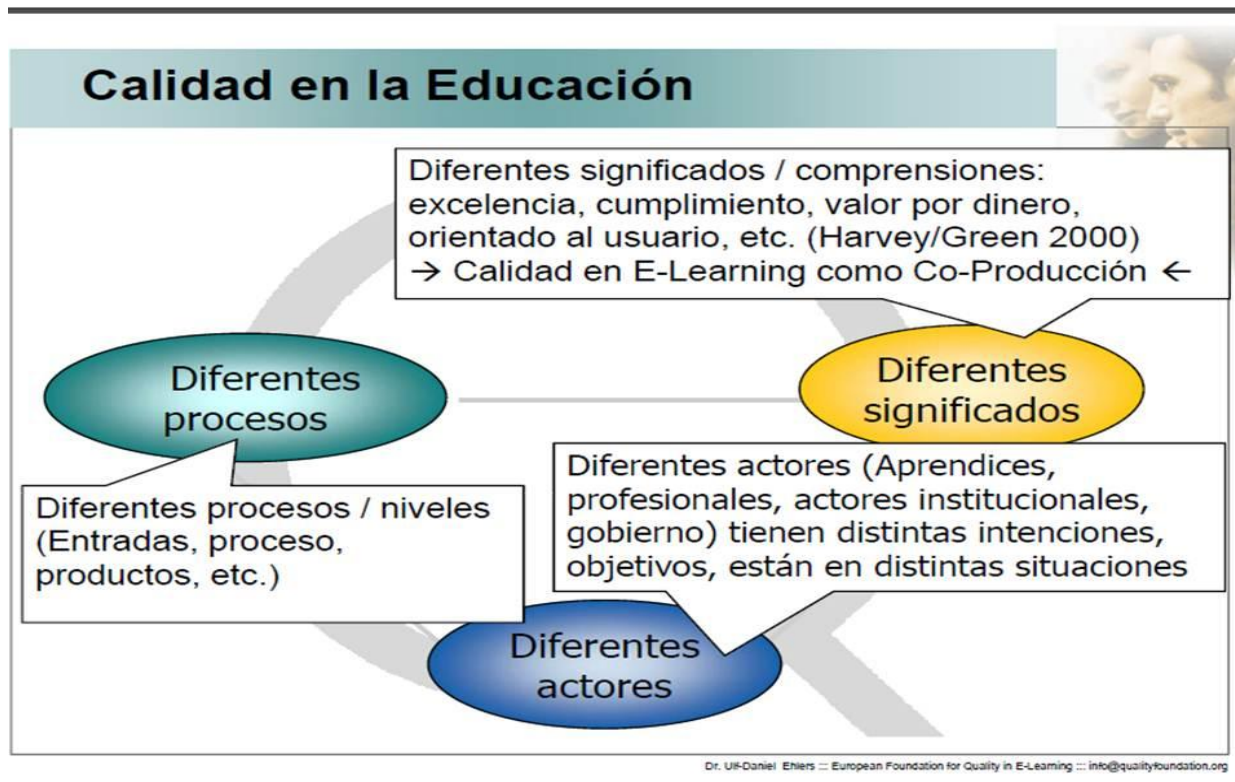 Calidad en la Educación
Diferentes significados / comprensiones:
excelencia, cumplimiento, valor por dinero,
orientado al usuario, etc. (Harvey/Green 2000)
→ Calidad en E-Learning como Co-Producción ←
Diferentes
procesos
Diferentes
significados
Diferentes procesos / niveles
(Entradas, proceso,
productos, etc.)
Diferentes actores (Aprendices,
profesionales, actores institucionales,
gobierno) tienen distintas intenciones,
objetivos, están en distintas situaciones
Diferentes
actores
Dr. Ulf-Daniel Ehlers ::: European Foundation for Quality in E-Learning ::: info@qualityfoundation.org